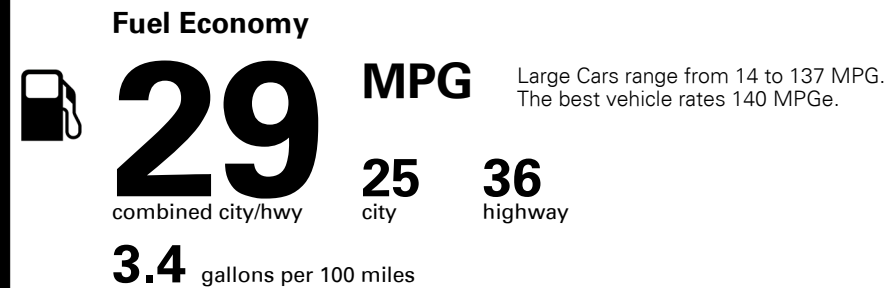 Fuel Economy
29 MPG
Large Cars range from 14 to 137 MPG.
The best vehicle rates 140 MPGe.
combined city/hwy
25 city
36 highway
3.4 gallons per 100 miles